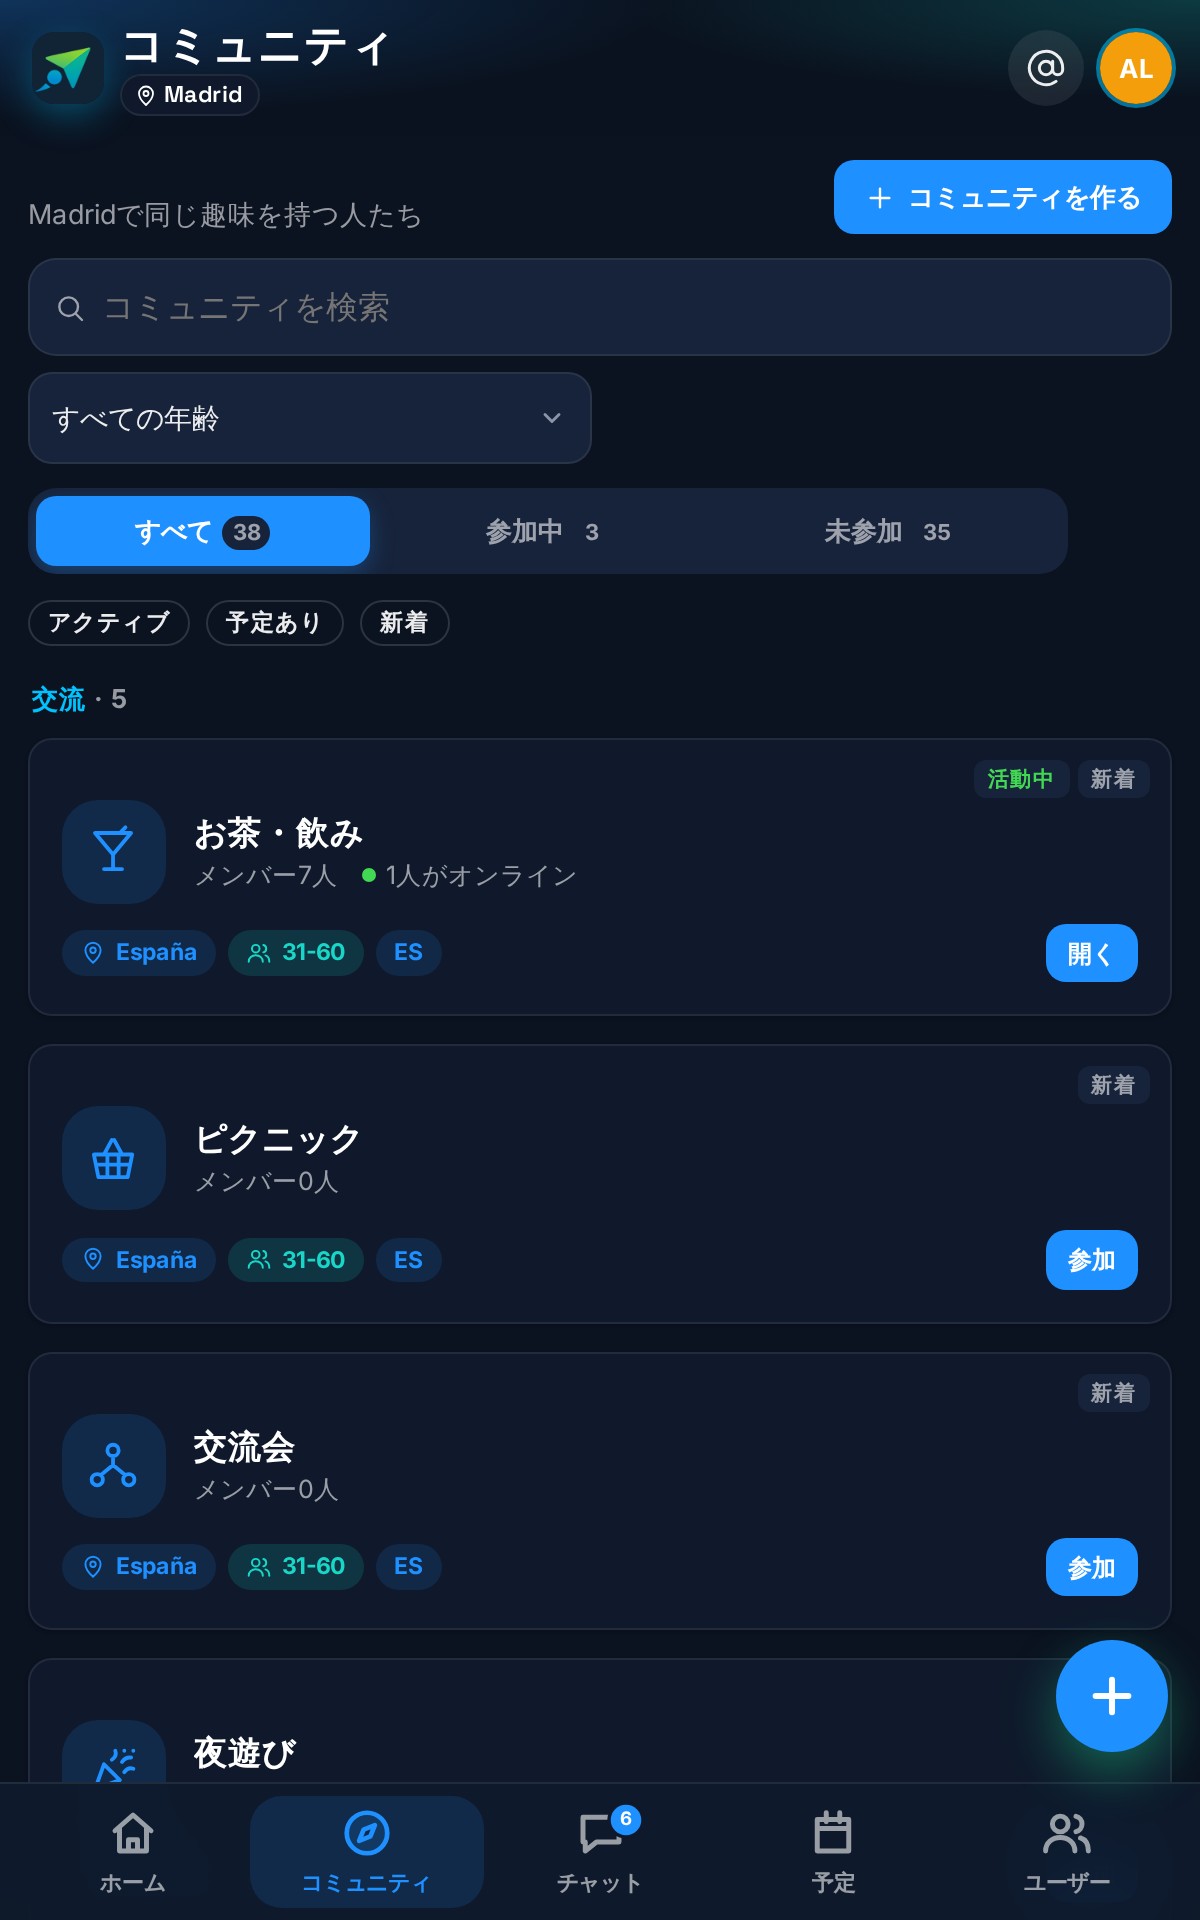 コミュニティ
Madrid
@
AL
Madridで同じ趣味を持つ人たち
コミュニティを作る
コミュニティを検索
すべての年齢
すべて 38 参加中 3 未参加 35
アクティブ 予定あり 新着
交流 · 5
活動中 新着
お茶・飲み
メンバー7人 1人がオンライン
España 31-60 ES 開く
新着
ピクニック
メンバー0人
España 31-60 ES 参加
新着
交流会
メンバー0人
España 31-60 ES 参加
夜遊び
6
ホーム コミュニティ チャット 予定 ユーザー